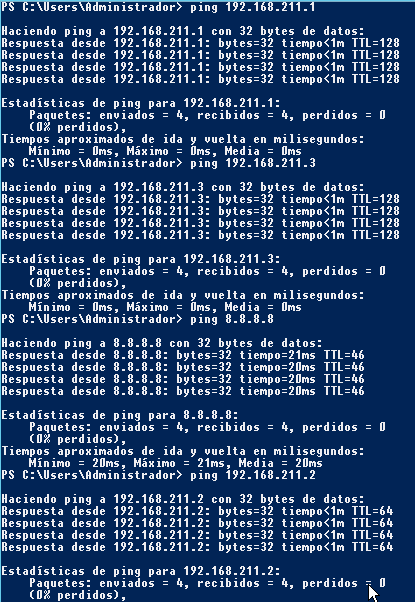 PS C:\Users\Administrador> ping 192.168.211.1
Haciendo ping a 192.168.211.1 con 32 bytes de datos:
Respuesta desde 192.168.211.1: bytes=32 tiempo<1m TTL=128
Respuesta desde 192.168.211.1: bytes=32 tiempo<1m TTL=128
Respuesta desde 192.168.211.1: bytes=32 tiempo<1m TTL=128
Respuesta desde 192.168.211.1: bytes=32 tiempo<1m TTL=128
Estadísticas de ping para 192.168.211.1:
Paquetes: enviados = 4, recibidos = 4, perdidos = 0
(0% perdidos),
Tiempos aproximados de ida y vuelta en milisegundos:
Mínimo = 0ms, Máximo = 0ms, Media = 0ms
PS C:\Users\Administrador> ping 192.168.211.3
Haciendo ping a 192.168.211.3 con 32 bytes de datos:
Respuesta desde 192.168.211.3: bytes=32 tiempo<1m TTL=128
Respuesta desde 192.168.211.3: bytes=32 tiempo<1m TTL=128
Respuesta desde 192.168.211.3: bytes=32 tiempo<1m TTL=128
Respuesta desde 192.168.211.3: bytes=32 tiempo<1m TTL=128
Estadísticas de ping para 192.168.211.3:
Paquetes: enviados = 4, recibidos = 4, perdidos = 0
(0% perdidos),
Tiempos aproximados de ida y vuelta en milisegundos:
Mínimo = 0ms, Máximo = 0ms, Media = 0ms
PS C:\Users\Administrador> ping 8.8.8.8
Haciendo ping a 8.8.8.8 con 32 bytes de datos:
Respuesta desde 8.8.8.8: bytes=32 tiempo=21ms TTL=46
Respuesta desde 8.8.8.8: bytes=32 tiempo=20ms TTL=46
Respuesta desde 8.8.8.8: bytes=32 tiempo=20ms TTL=46
Respuesta desde 8.8.8.8: bytes=32 tiempo=20ms TTL=46
Estadísticas de ping para 8.8.8.8:
Paquetes: enviados = 4, recibidos = 4, perdidos = 0
(0% perdidos),
Tiempos aproximados de ida y vuelta en milisegundos:
Mínimo = 20ms, Máximo = 21ms, Media = 20ms
PS C:\Users\Administrador> ping 192.168.211.2
Haciendo ping a 192.168.211.2 con 32 bytes de datos:
Respuesta desde 192.168.211.2: bytes=32 tiempo<1m TTL=64
Respuesta desde 192.168.211.2: bytes=32 tiempo<1m TTL=64
Respuesta desde 192.168.211.2: bytes=32 tiempo<1m TTL=64
Respuesta desde 192.168.211.2: bytes=32 tiempo<1m TTL=64
Estadísticas de ping para 192.168.211.2:
Paquetes: enviados = 4, recibidos = 4, perdidos = 0
(0% perdidos),